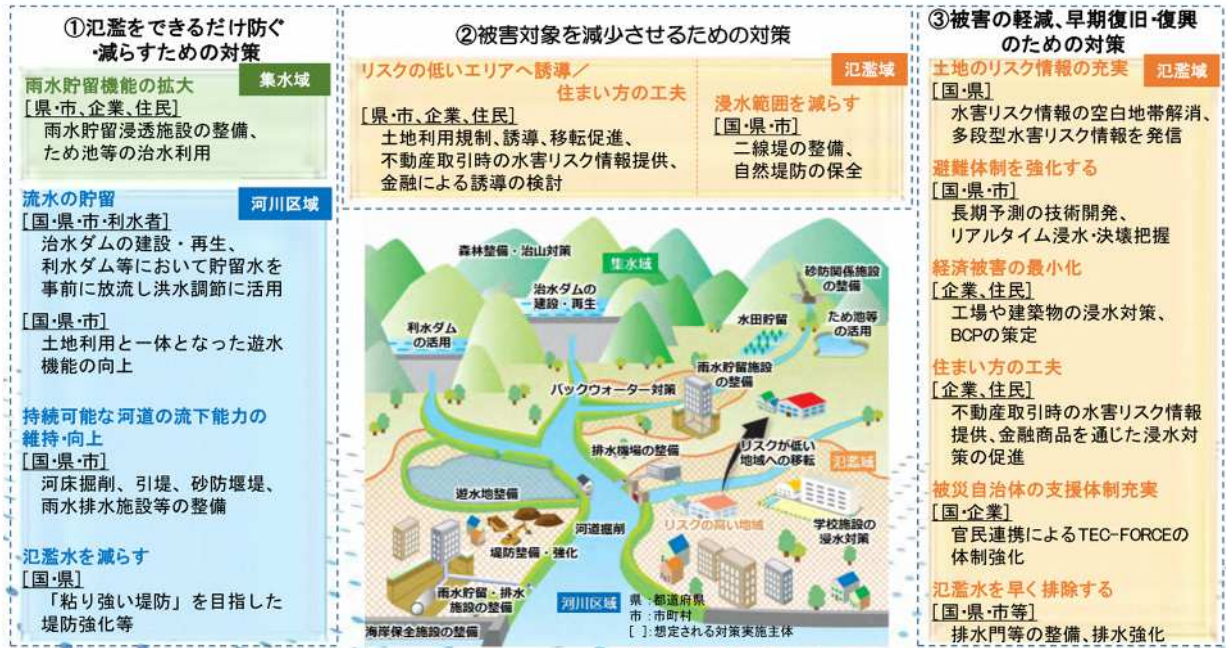 ①氾濫をできるだけ防ぐ
・減らすための対策
集水域
雨水貯留機能の拡大
[県・市、企業、住民]
雨水貯留浸透施設の整備、
ため池等の治水利用
流水の貯留
河川区域
[国・県・市・利水者]
治水ダムの建設・再生、
利水ダム等において貯留水を
事前に放流し洪水調節に活用
[国・県・市]
土地利用と一体となった遊水
機能の向上
持続可能な河道の流下能力の
維持・向上
[国・県・市]
河床掘削、引堤、砂防堰堤、
雨水排水施設等の整備
氾濫水を減らす
[国・県]
「粘り強い堤防」を目指した
堤防強化等
②被害対象を減少させるための対策
リスクの低いエリアへ誘導／
住まい方の工夫
[県・市、企業、住民]
土地利用規制、誘導、移転促進、
不動産取引時の水害リスク情報提供、
金融による誘導の検討
氾濫域
浸水範囲を減らす
[国・県・市]
二線堤の整備、
自然堤防の保全
森林整備・治山対策
集水域
砂防関係施設
の整備
治水ダムの
建設・再生
利水ダム
の活用
水田貯留
ため池等
の活用
雨水貯留施設
の整備
バックウォーター対策
排水機場の整備
リスクが低い
地域への移転
氾濫域
遊水地整備
リスクの高い地域
学校施設の
浸水対策
河道掘削
堤防整備・強化
雨水貯留・排水
施設の整備
河川区域
海岸保全施設の整備
県：都道府県
市：市町村
[ ]：想定される対策実施主体
③被害の軽減、早期復旧・復興
のための対策
土地のリスク情報の充実
氾濫域
[国・県]
水害リスク情報の空白地帯解消、
多段型水害リスク情報を発信
避難体制を強化する
[国・県・市]
長期予測の技術開発、
リアルタイム浸水・決壊把握
経済被害の最小化
[企業、住民]
工場や建築物の浸水対策、
BCPの策定
住まい方の工夫
[企業、住民]
不動産取引時の水害リスク情報
提供、金融商品を通じた浸水対
策の促進
被災自治体の支援体制充実
[国・企業]
官民連携によるTEC-FORCEの
体制強化
氾濫水を早く排除する
[国・県・市等]
排水門等の整備、排水強化